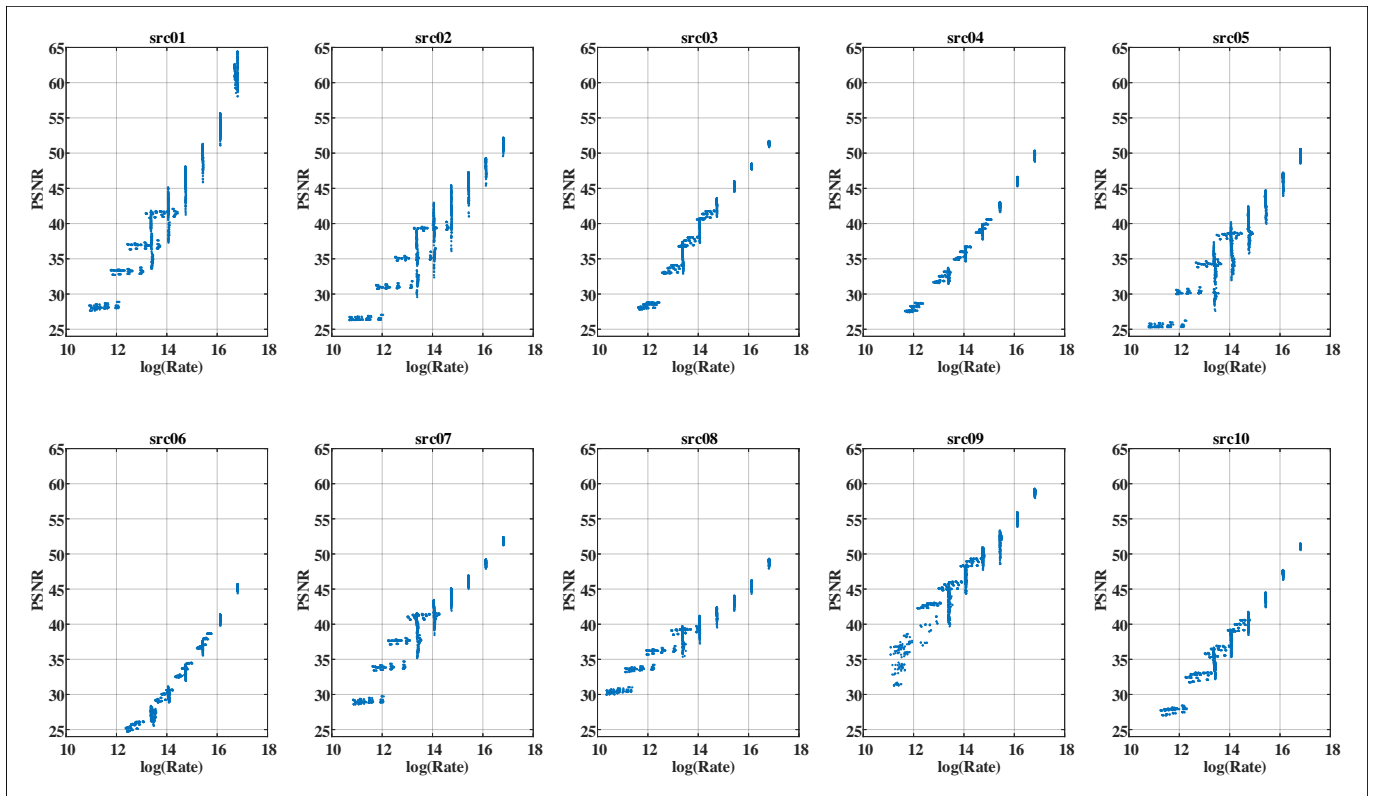 src01 src02 src03 src04 src05
65 65 65 65 65
60 60 60 60 60
55 55 55 55 55
50 50 50 50 50
45 45 45 45 45
PSNR PSNR PSNR PSNR PSNR
40 40 40 40 40
35 35 35 35 35
30 30 30 30 30
25 25 25 25 25
10 12 14 16 18 10 12 14 16 18 10 12 14 16 18 10 12 14 16 18 10 12 14 16 18
log(Rate) log(Rate) log(Rate) log(Rate) log(Rate)
src06 src07 src08 src09 src10
65 65 65 65 65
60 60 60 60 60
55 55 55 55 55
50 50 50 50 50
45 45 45 45 45
PSNR PSNR PSNR PSNR PSNR
40 40 40 40 40
35 35 35 35 35
30 30 30 30 30
25 25 25 25 25
10 12 14 16 18 10 12 14 16 18 10 12 14 16 18 10 12 14 16 18 10 12 14 16 18
log(Rate) log(Rate) log(Rate) log(Rate) log(Rate)